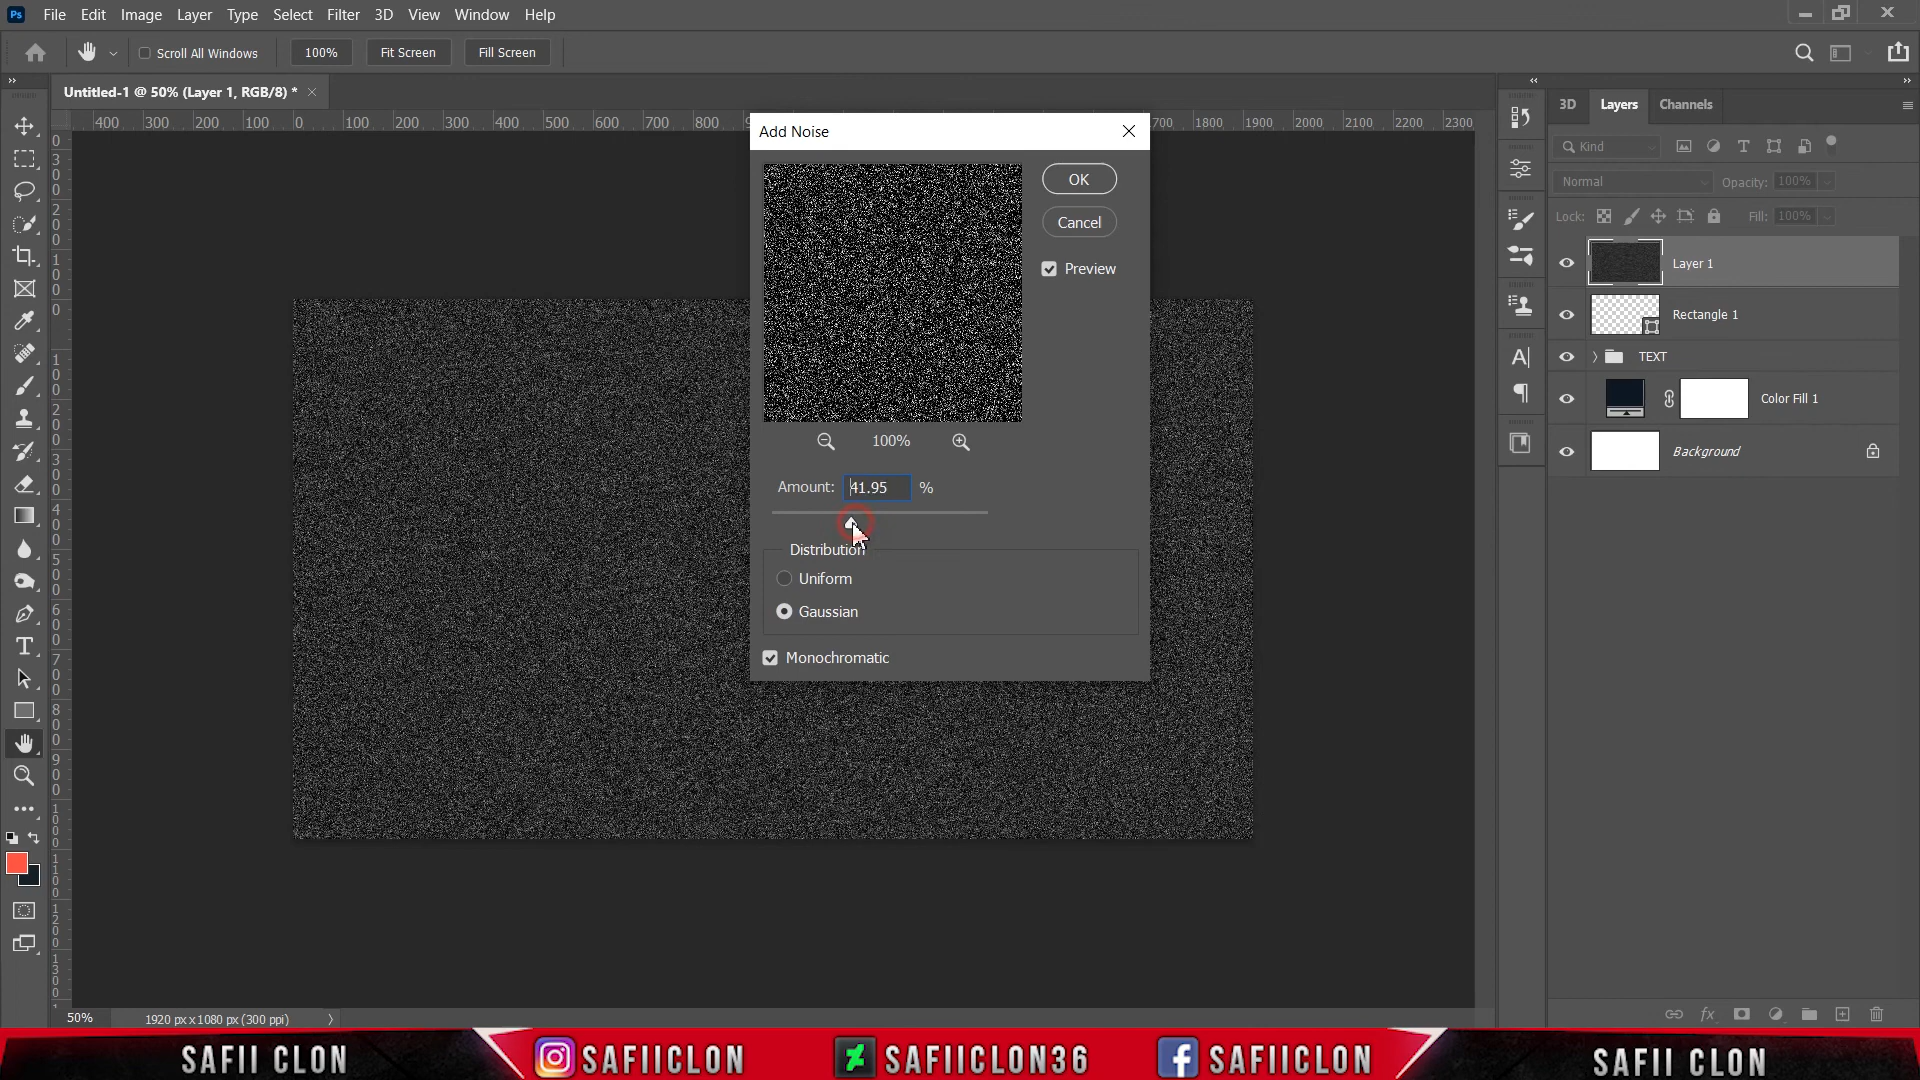 Ps File Edit Image Layer Type Select Filter 3D View Window Help
Scroll All Windows 100% Fit Screen Fill Screen
Untitled-1 @ 50% (Layer 1, RGB/8) *
400 300 200 100 0 100 200 300 400 500 600 700 800 1800 1900 2000 2100 2200 2300
Add Noise
OK
Cancel
Preview
100%
Amount: 41.95 %
Distribution
Uniform
Gaussian
Monochromatic
3D Layers Channels
Kind
Normal Opacity: 100%
Lock: Fill: 100%
Layer 1
Rectangle 1
TEXT
Color Fill 1
Background
50% 1920 px x 1080 px (300 ppi)
SAFII CLON SAFIICLON SAFIICLON36 SAFIICLON SAFII CLON